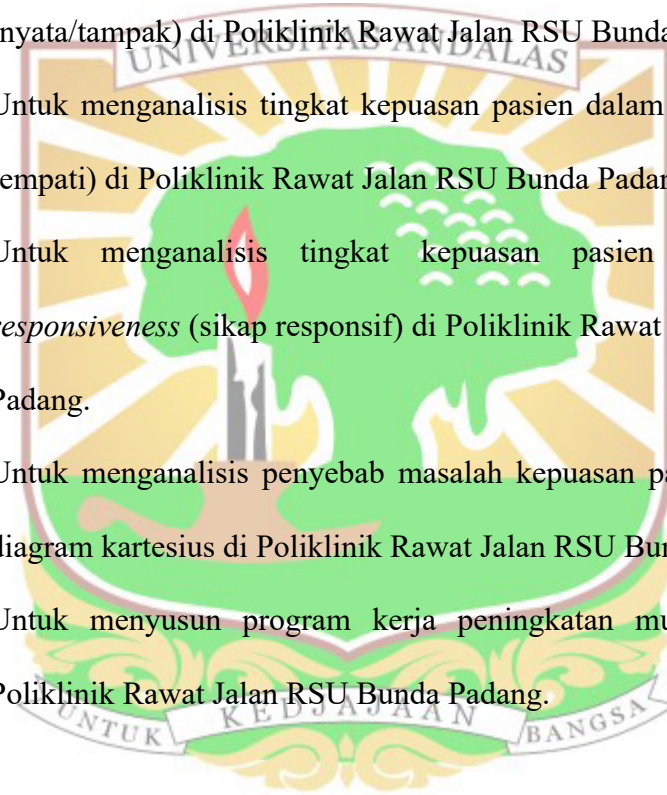 nyata/tampak) di Poliklinik Rawat Jalan RSU Bunda
UNIVERSITAS ANDALAS
Untuk menganalisis tingkat kepuasan pasien dalam
empati) di Poliklinik Rawat Jalan RSU Bunda Padan
Untuk menganalisis tingkat kepuasan pasien
responsiveness (sikap responsif) di Poliklinik Rawat
Padang.
Untuk menganalisis penyebab masalah kepuasan pa
diagram kartesius di Poliklinik Rawat Jalan RSU Bun
Untuk menyusun program kerja peningkatan mu
Poliklinik Rawat Jalan RSU Bunda Padang.
UNTUK KEDJAJAAN BANGSA